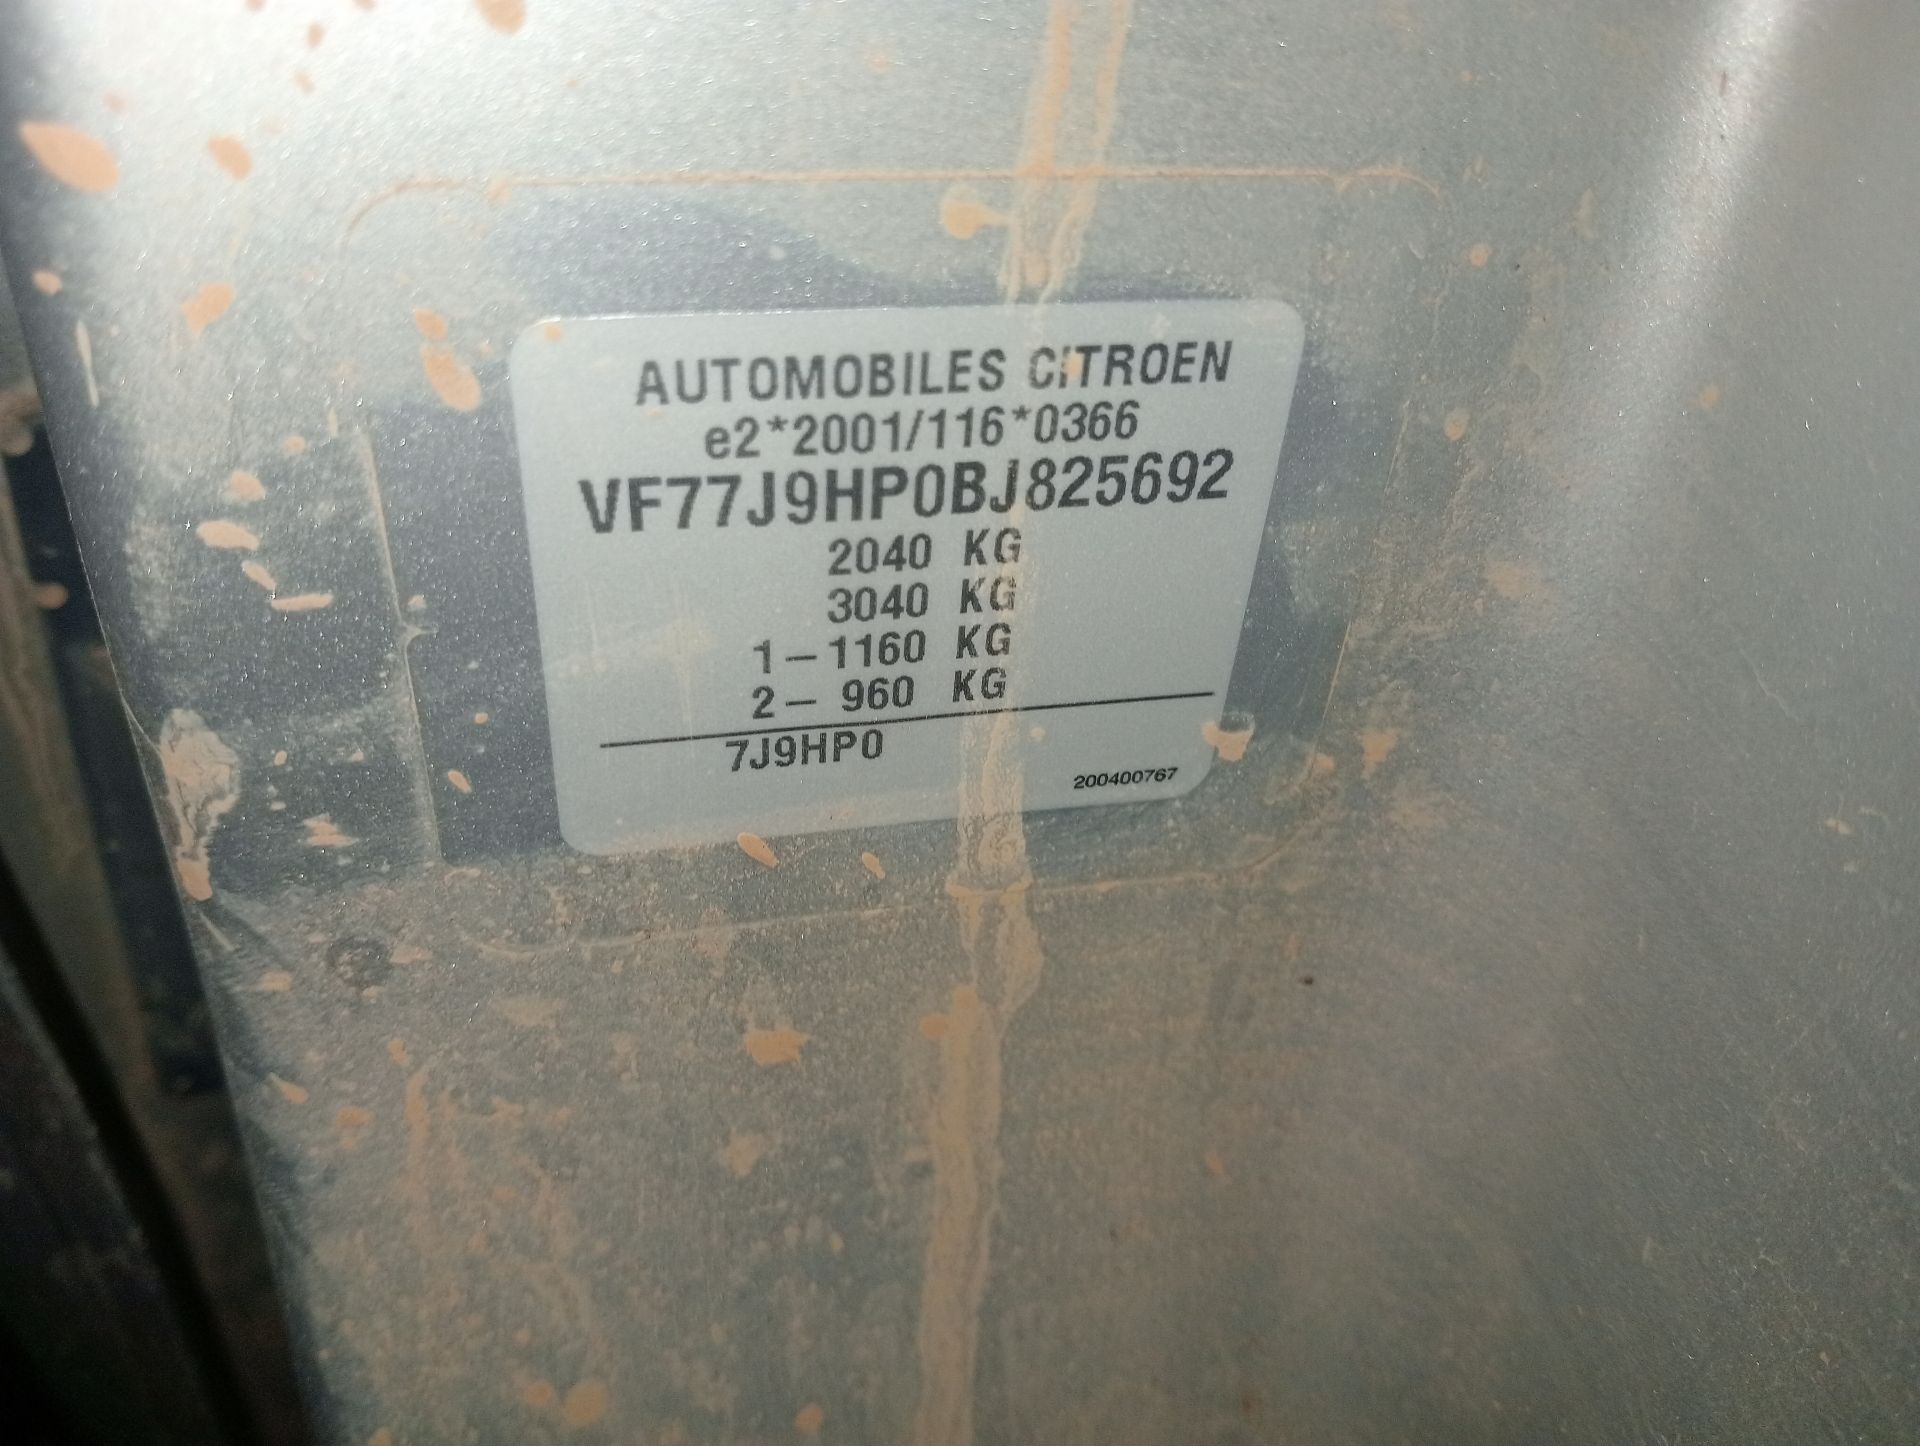 AUTOMOBILES CITROEN
e2*2001/116*0366
VF77J9HP0BJ825692
2040 KG
3040 KG
1-1160 KG
2- 960 KG
7J9HP0
200400767